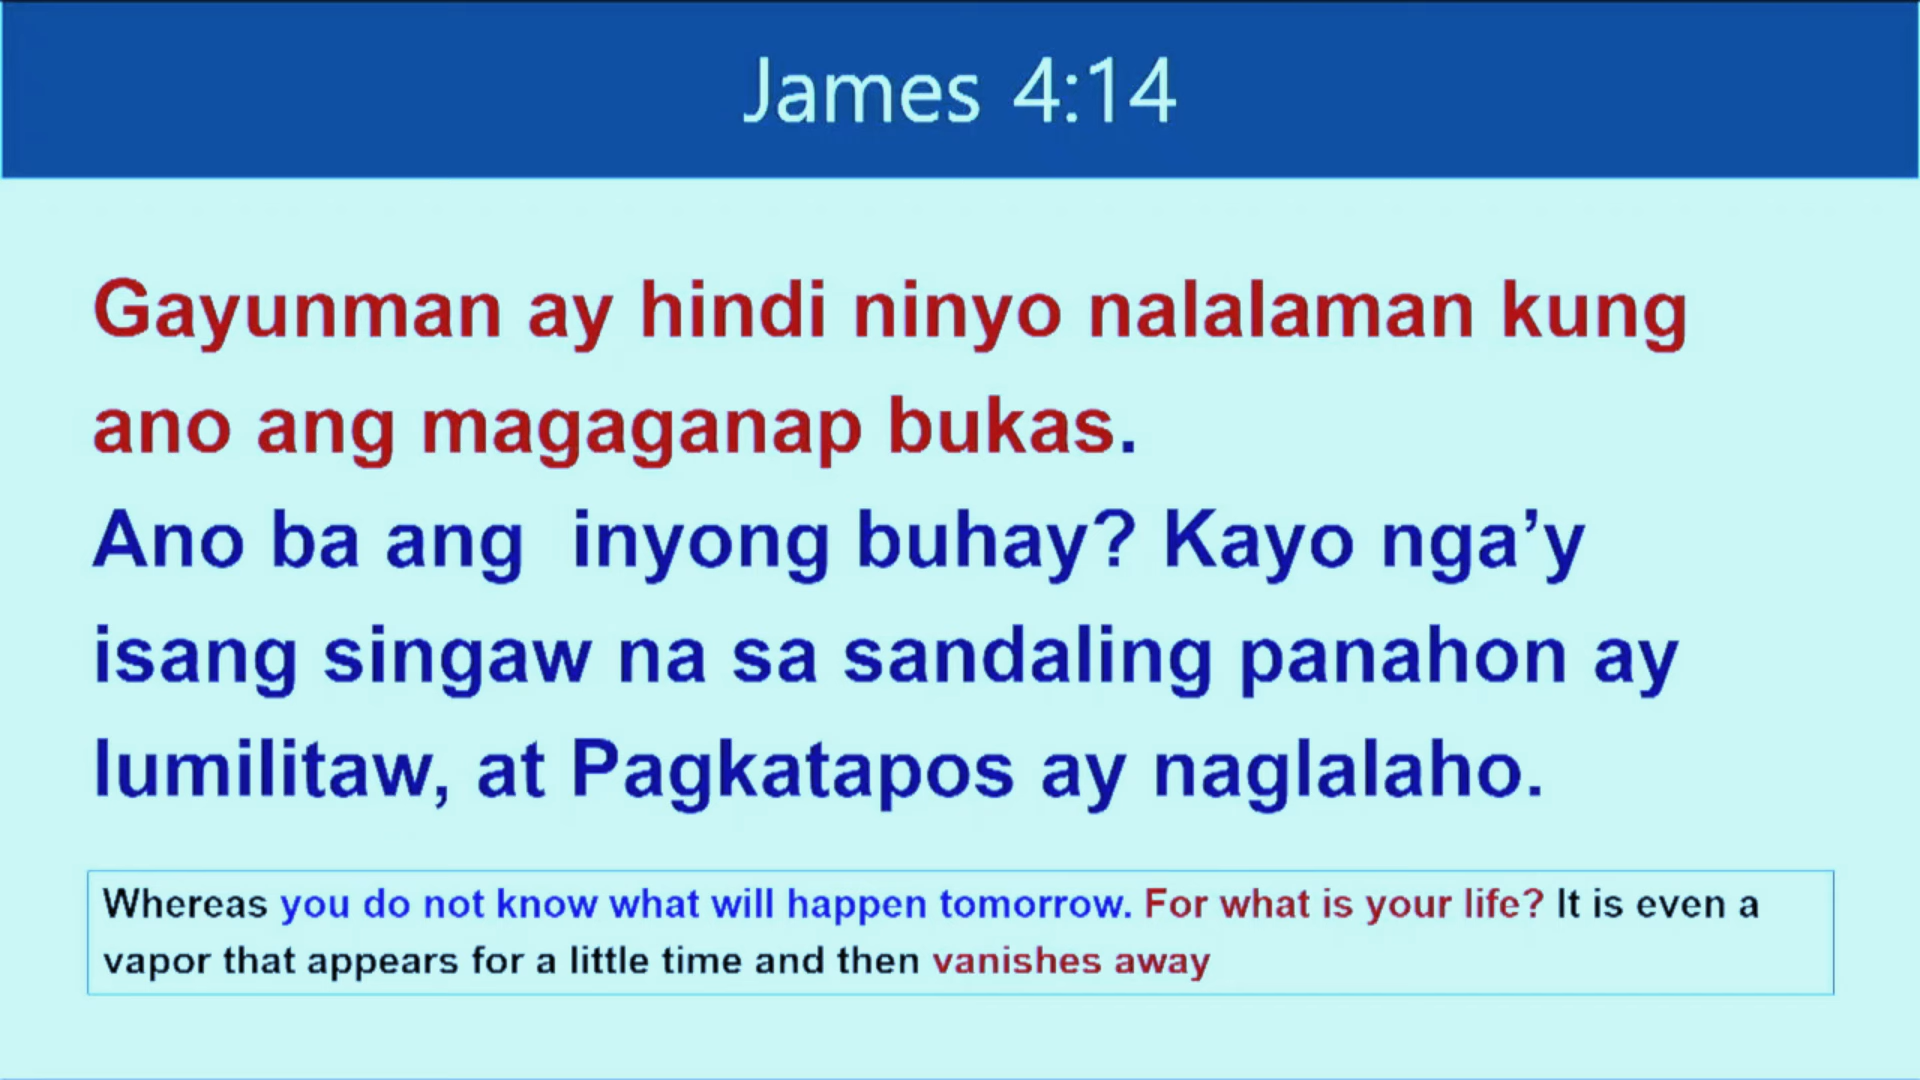 James 4:14
Gayunman ay hindi ninyo nalalaman kung
ano ang magaganap bukas.
Ano ba ang  inyong buhay? Kayo nga’y
isang singaw na sa sandaling panahon ay
lumilitaw, at Pagkatapos ay naglalaho.
Whereas you do not know what will happen tomorrow. For what is your life? It is even a
vapor that appears for a little time and then vanishes away